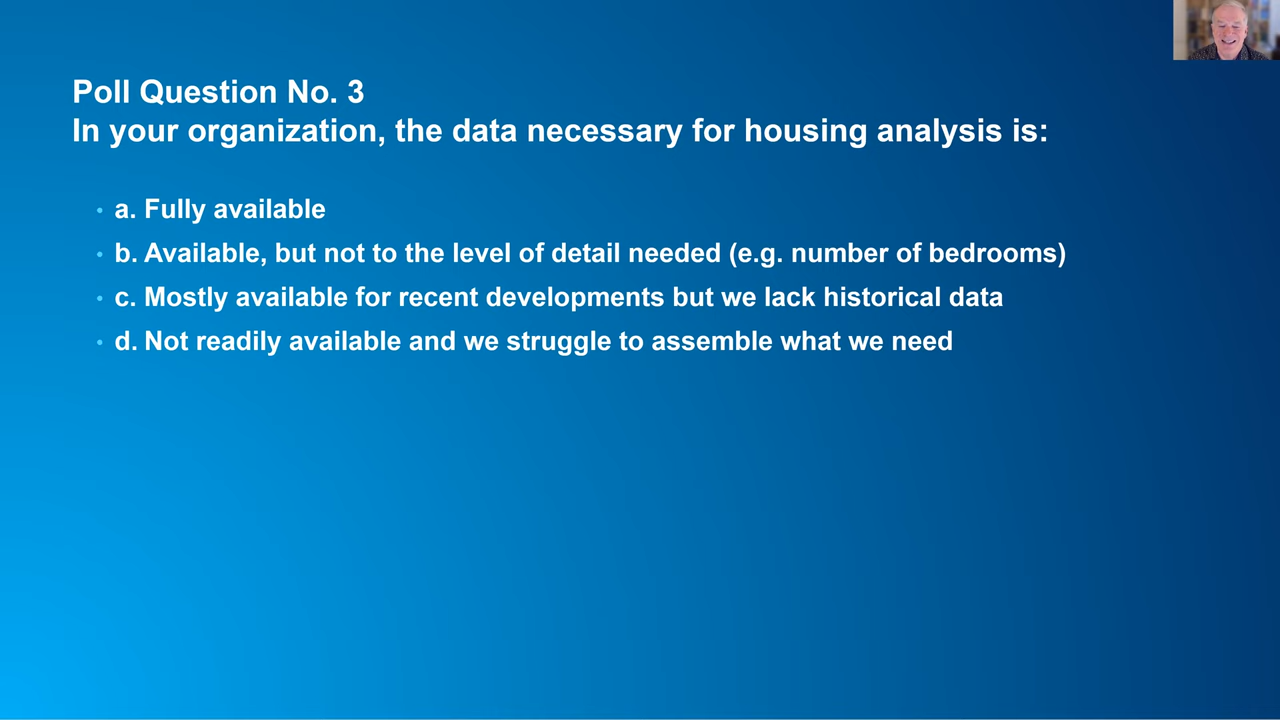 Poll Question No. 3
In your organization, the data necessary for housing analysis is:
• a. Fully available
• b. Available, but not to the level of detail needed (e.g. number of bedrooms)
• c. Mostly available for recent developments but we lack historical data
• d. Not readily available and we struggle to assemble what we need